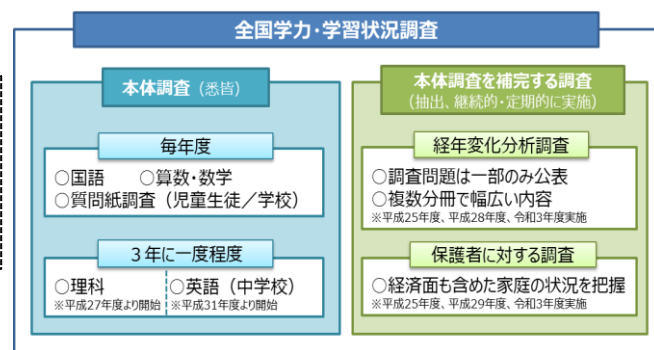 全国学力・学習状況調査
本体調査（悉皆）
毎年度
○国語　○算数・数学
○質問紙調査（児童生徒／学校）
３年に一度程度
○理科
※平成27年度より開始
○英語（中学校）
※平成31年度より開始
本体調査を補完する調査
（抽出、継続的・定期的に実施）
経年変化分析調査
○調査問題は一部のみ公表
○複数分冊で幅広い内容
※平成25年度、平成28年度、令和3年度実施
保護者に対する調査
○経済面も含めた家庭の状況を把握
※平成25年度、平成29年度、令和3年度実施